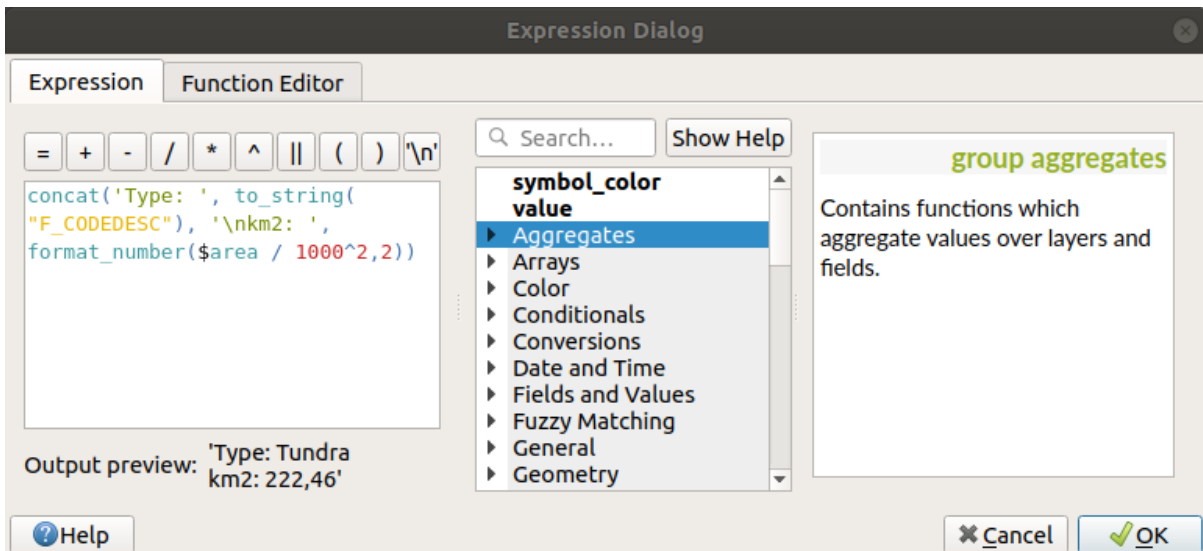 Expression Dialog
Expression
Function Editor
= + - / * ^ || ( ) '\n'
concat('Type: ', to_string(
"F_CODEDESC"), '\nkm2: ',
format_number($area / 1000^2,2))
Output preview: 'Type: Tundra
km2: 222,46'
Search...
Show Help
symbol_color
value
Aggregates
Arrays
Color
Conditionals
Conversions
Date and Time
Fields and Values
Fuzzy Matching
General
Geometry
group aggregates
Contains functions which
aggregate values over layers and
fields.
Help
Cancel
OK